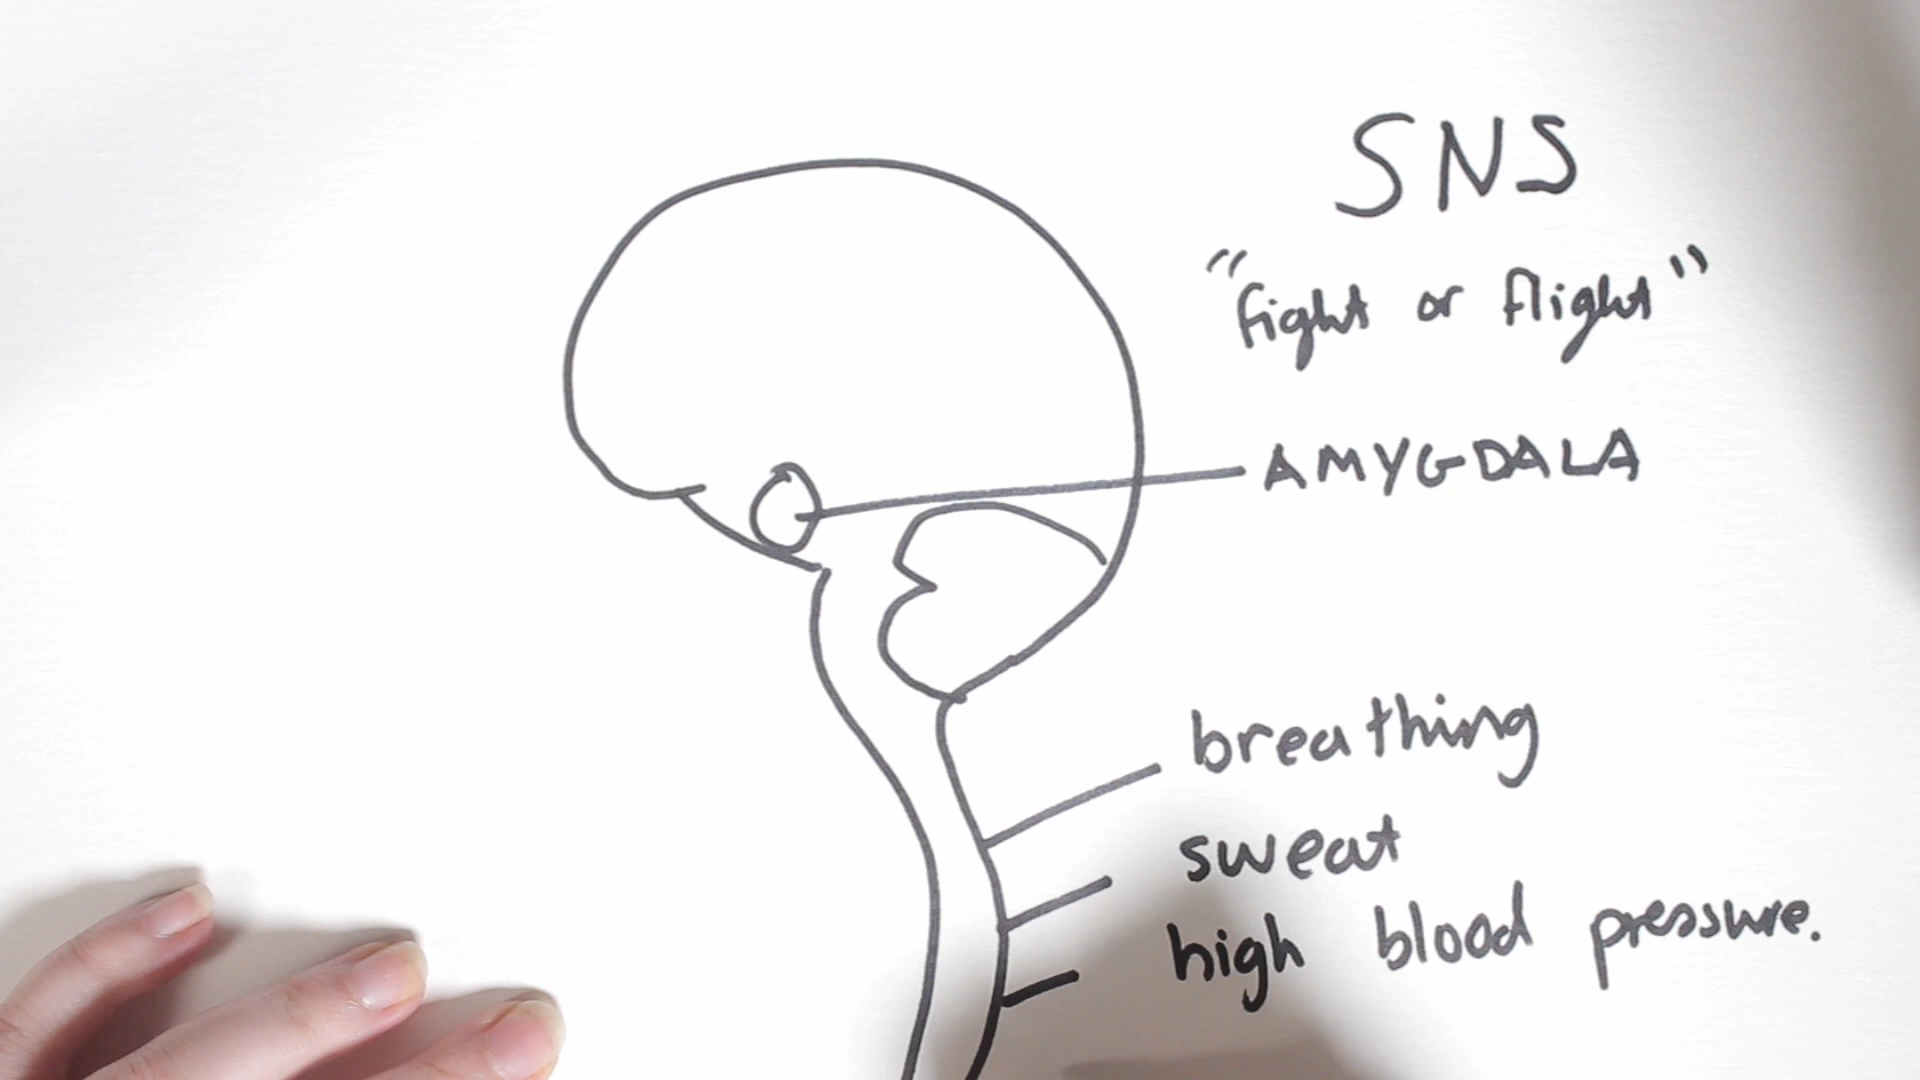 SNS
"fight or flight"
AMYGDALA
breathing
sweat
high blood pressure.